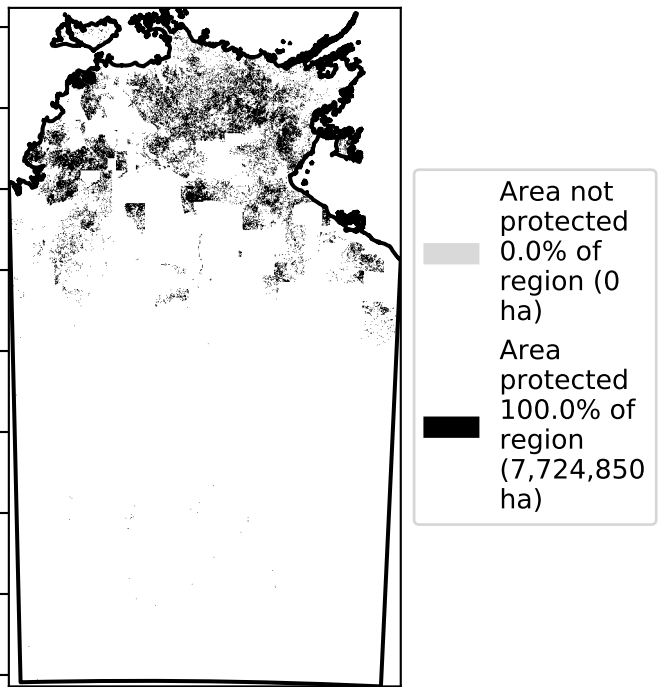 Area not
protected
0.0% of
region (0
ha)
Area
protected
100.0% of
region
(7,724,850
ha)